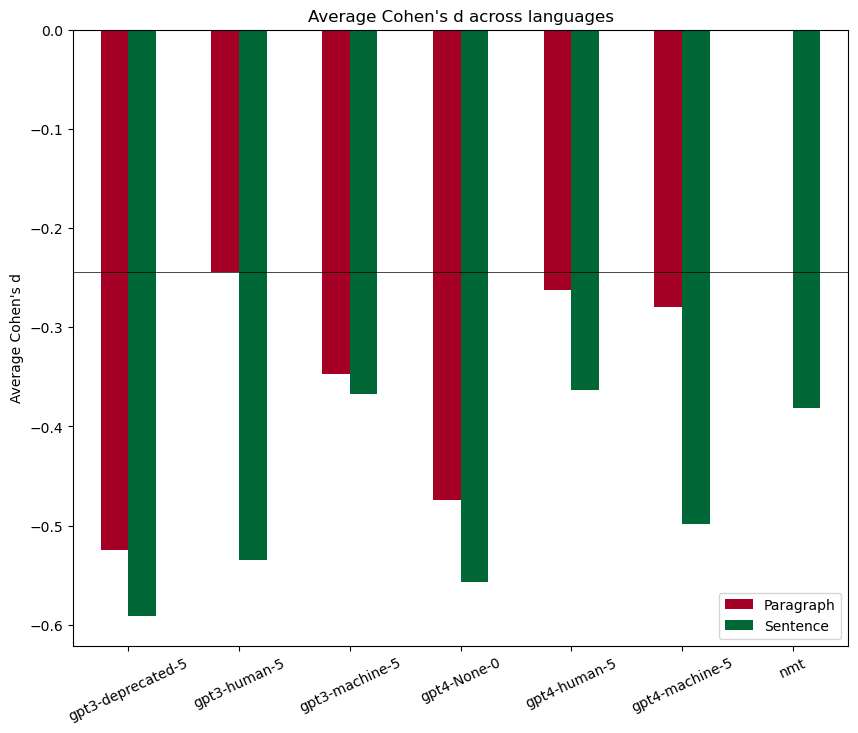 Average Cohen's d across languages
Average Cohen's d
0.0
−0.1
−0.2
−0.3
−0.4
−0.5
−0.6
gpt3-deprecated-5
gpt3-human-5
gpt3-machine-5
gpt4-None-0
gpt4-human-5
gpt4-machine-5
nmt
Paragraph
Sentence